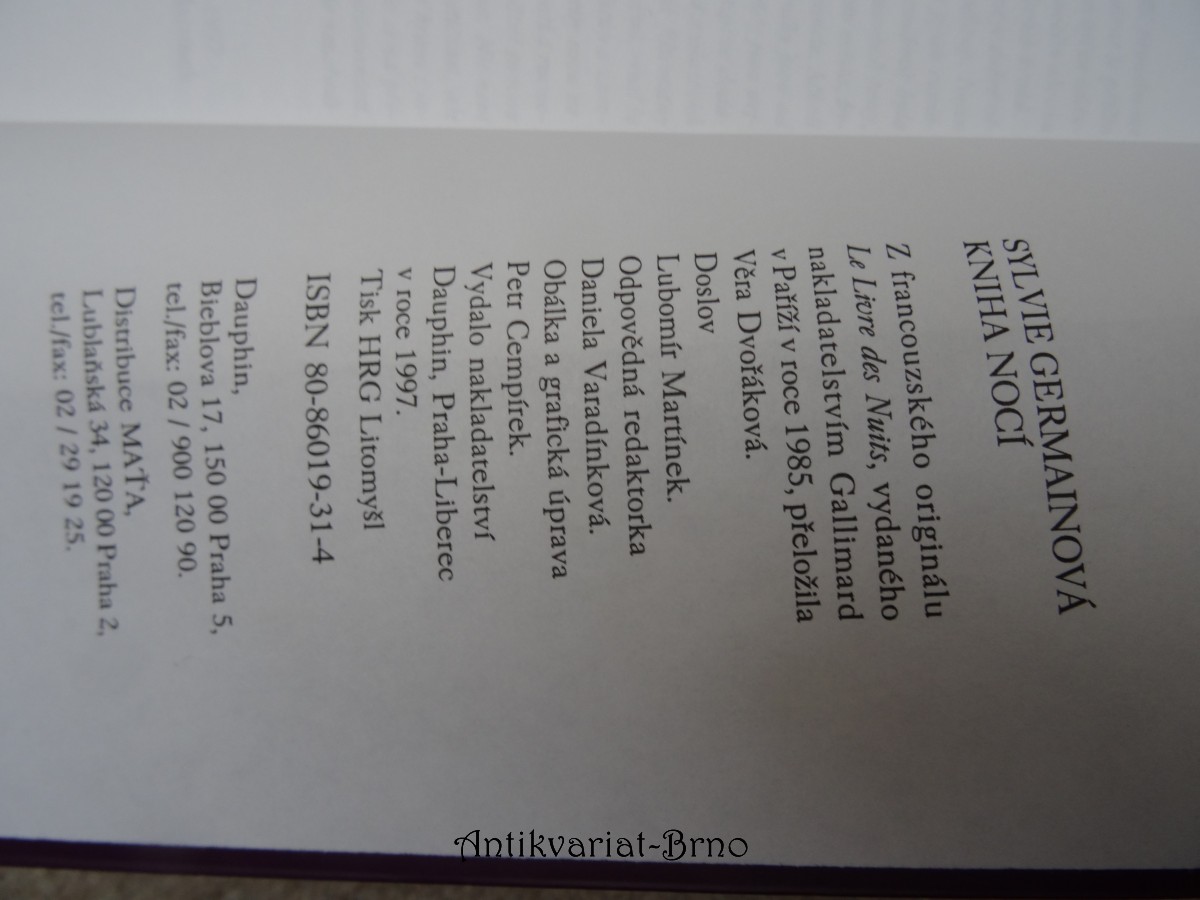 SYLVIE GERMAINOVÁ
KNIHA NOCÍ
Z francouzského originálu
Le Livre des Nuits, vydaného
nakladatelstvím Gallimard
v Paříži v roce 1985, přeložila
Věra Dvořáková.
Doslov
Lubomír Martínek.
Odpovědná redaktorka
Daniela Varadínková.
Obálka a grafická úprava
Petr Cempírek.
Vydalo nakladatelství
Dauphin, Praha-Liberec
v roce 1997.
Tisk HRG Litomyšl
ISBN 80-86019-31-4
Dauphin,
Bieblova 17, 150 00 Praha 5,
tel./fax: 02 / 900 120 90.
Distribuce MAŤA,
Lublaňská 34, 120 00 Praha 2,
tel./fax: 02 / 29 19 25.
Antikvariat-Brno